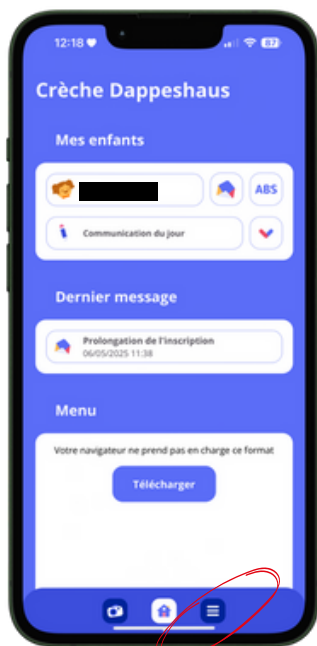 12:18
87
Crèche Dappeshaus
Mes enfants
ABS
Communication du jour
Dernier message
Prolongation de l'inscription
06/05/2025 11:38
Menu
Votre navigateur ne prend pas en charge ce format
Télécharger